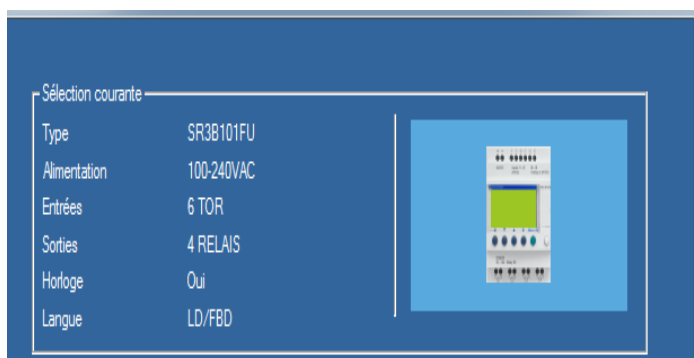 Sélection courante
Type SR3B101FU
Alimentation 100-240VAC
Entrées 6 TOR
Sorties 4 RELAIS
Horloge Oui
Langue LD/FBD